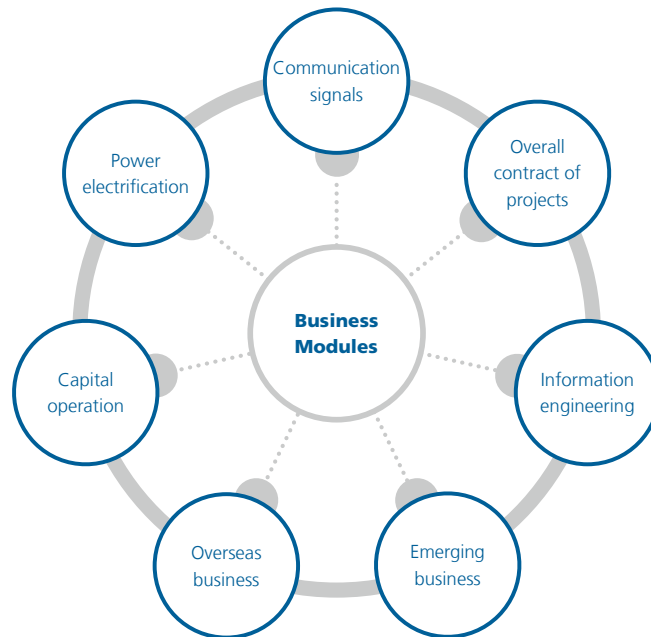 Communication
signals
Overall
contract of
projects
Power
electrification
Business
Modules
Capital
operation
Information
engineering
Overseas
business
Emerging
business